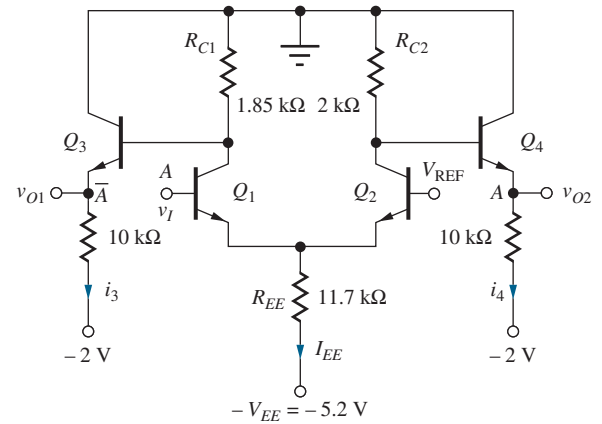 R_C1 R_C2
1.85 kΩ 2 kΩ
Q_3 Q_4
A V_REF
v_O1 A̅ v_I Q_1 Q_2 A v_O2
10 kΩ 10 kΩ
i_3 R_EE 11.7 kΩ i_4
I_EE
– 2 V – 2 V
– V_EE = – 5.2 V